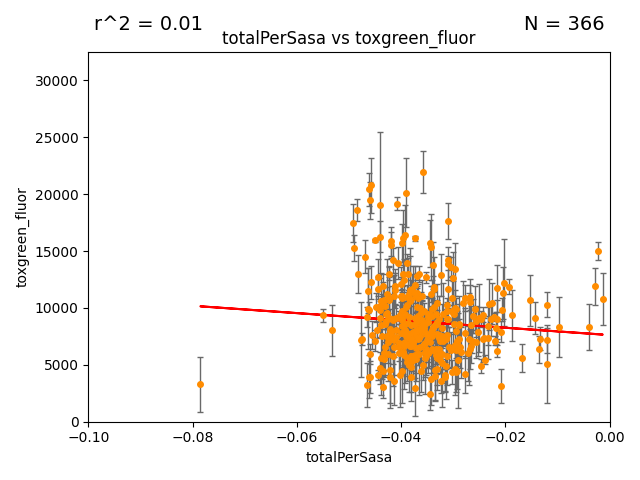 r^2 = 0.01
N = 366
totalPerSasa vs toxgreen_fluor
30000
25000
20000
15000
10000
5000
0
toxgreen_fluor
−0.10
−0.08
−0.06
−0.04
−0.02
0.00
totalPerSasa